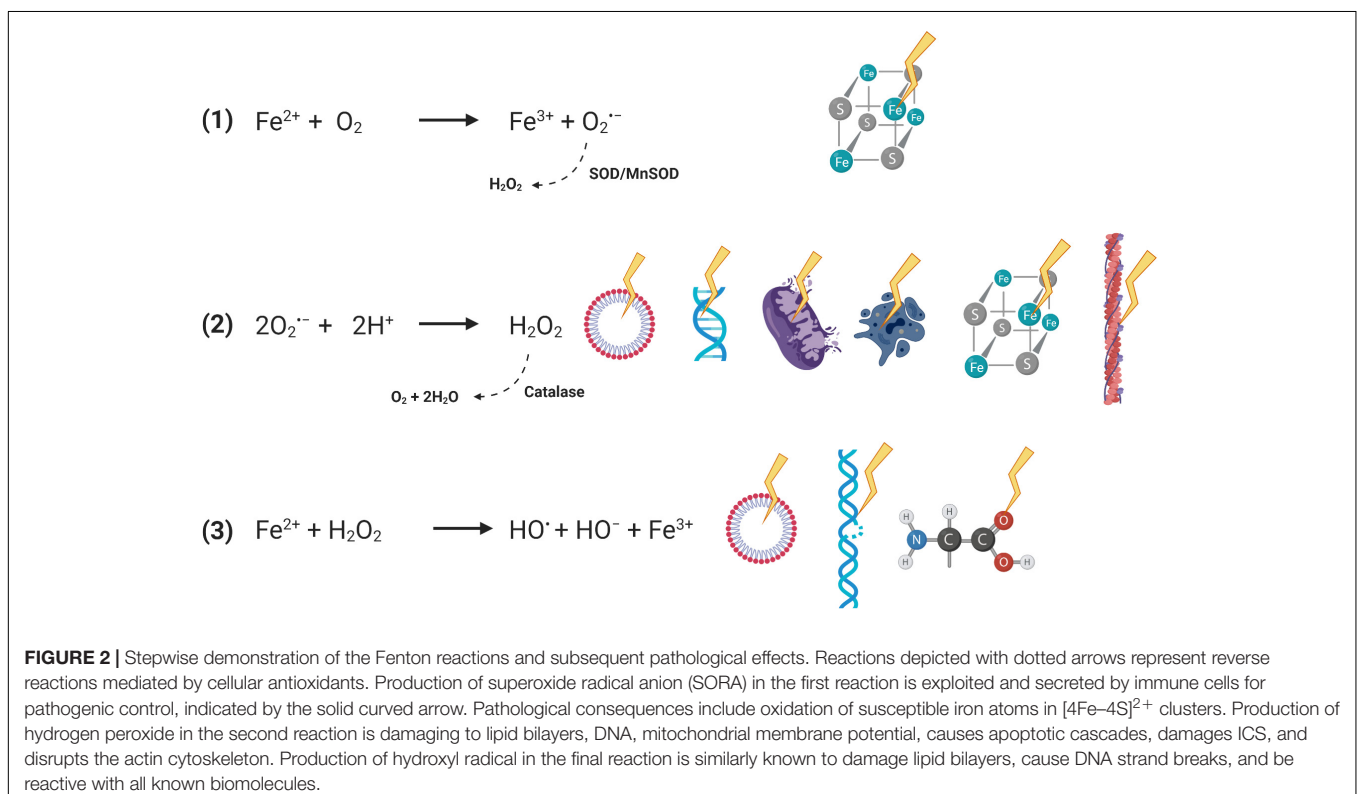 Fe
Fe
S
Fe
S
Fe
S
(1) Fe²⁺ + O₂ → Fe³⁺ + O₂•⁻
H₂O₂
SOD/MnSOD
Fe
S
Fe
Fe
S
Fe
S
(2) 2O₂•⁻ + 2H⁺ → H₂O₂
O₂ + 2H₂O
Catalase
(3) Fe²⁺ + H₂O₂ → HO• + HO⁻ + Fe³⁺
H
H
O
N
C
C
H
O
H
FIGURE 2 | Stepwise demonstration of the Fenton reactions and subsequent pathological effects. Reactions depicted with dotted arrows represent reverse
reactions mediated by cellular antioxidants. Production of superoxide radical anion (SORA) in the first reaction is exploited and secreted by immune cells for
pathogenic control, indicated by the solid curved arrow. Pathological consequences include oxidation of susceptible iron atoms in [4Fe–4S]²⁺ clusters. Production of
hydrogen peroxide in the second reaction is damaging to lipid bilayers, DNA, mitochondrial membrane potential, causes apoptotic cascades, damages ICS, and
disrupts the actin cytoskeleton. Production of hydroxyl radical in the final reaction is similarly known to damage lipid bilayers, cause DNA strand breaks, and be
reactive with all known biomolecules.